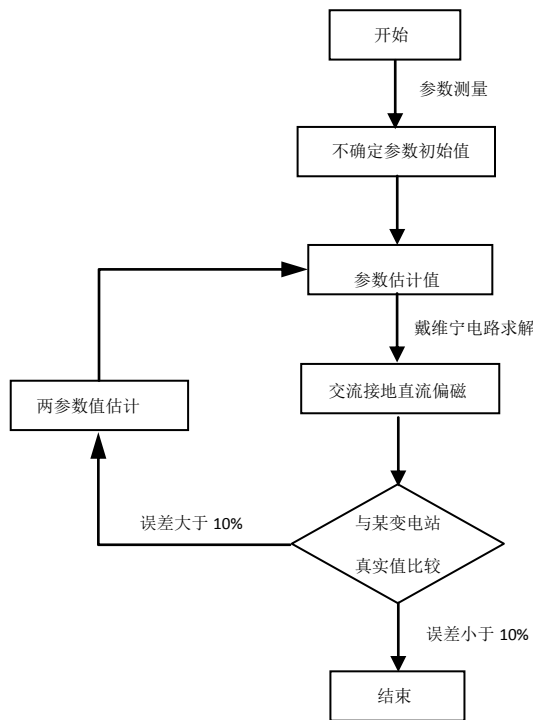 开始
参数测量
不确定参数初始值
参数估计值
戴维宁电路求解
交流接地直流偏磁
两参数值估计
误差大于 10%
与某变电站
真实值比较
误差小于 10%
结束